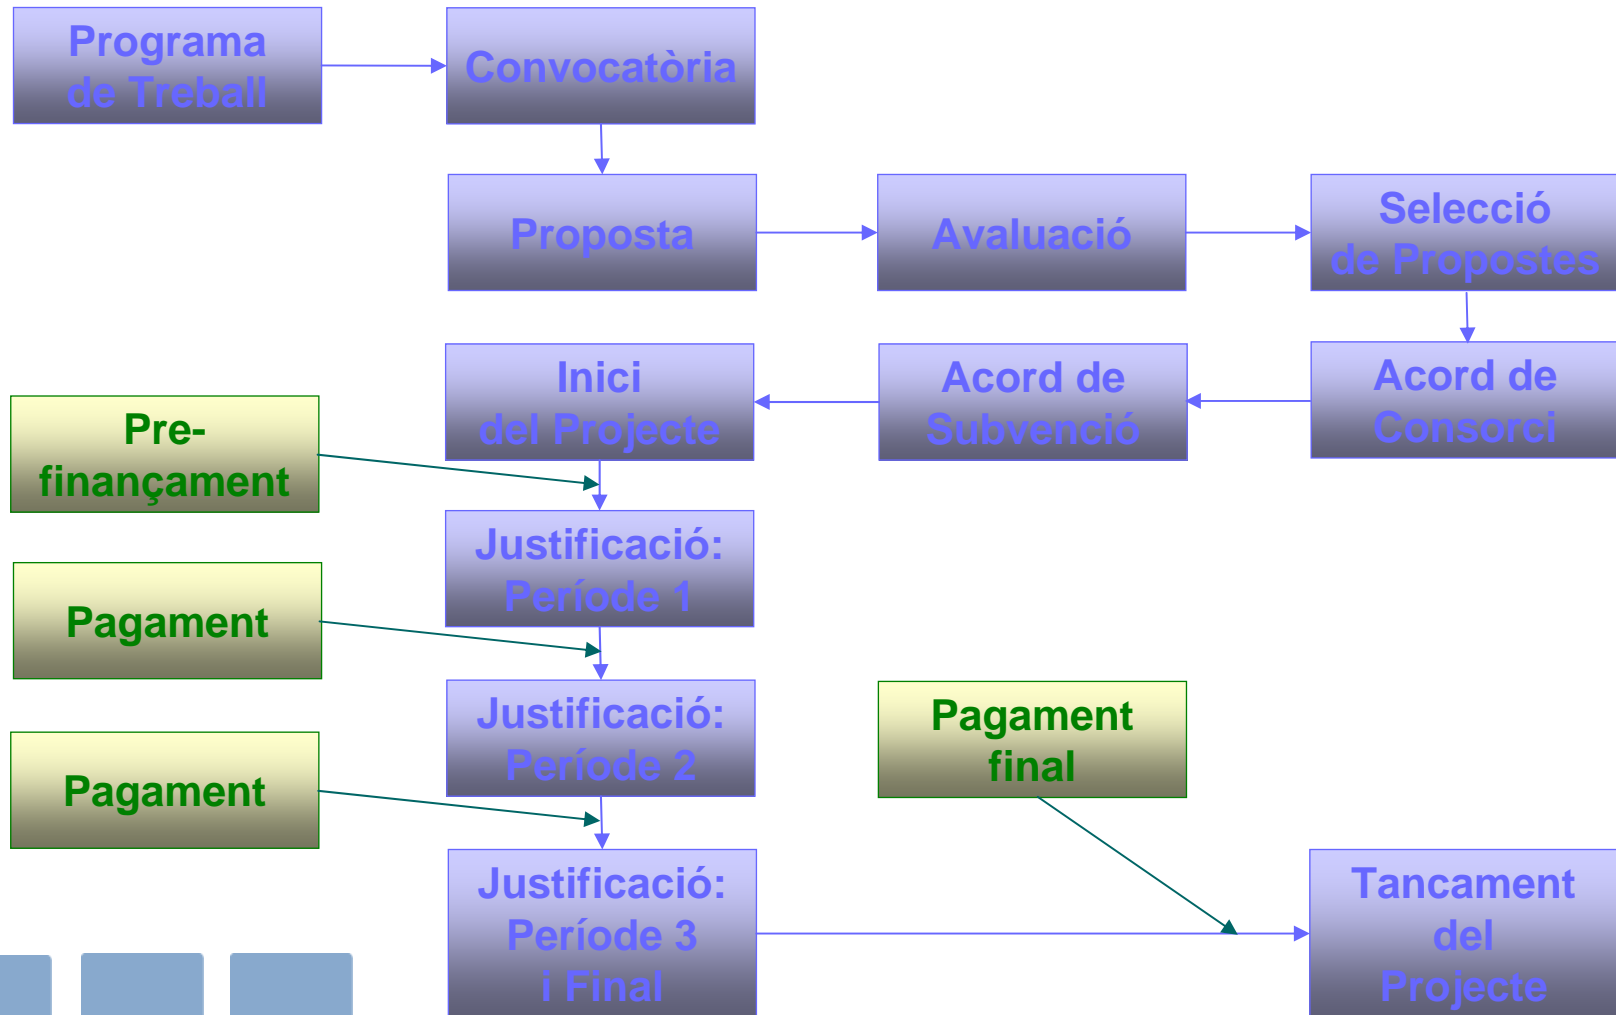 Programa
de Treball
Convocatòria
Proposta
Avaluació
Selecció
de Propostes
Acord de
Consorci
Acord de
Subvenció
Inici
del Projecte
Pre-
finançament
Justificació:
Període 1
Pagament
Justificació:
Període 2
Pagament
final
Pagament
Justificació:
Període 3
i Final
Tancament
del
Projecte